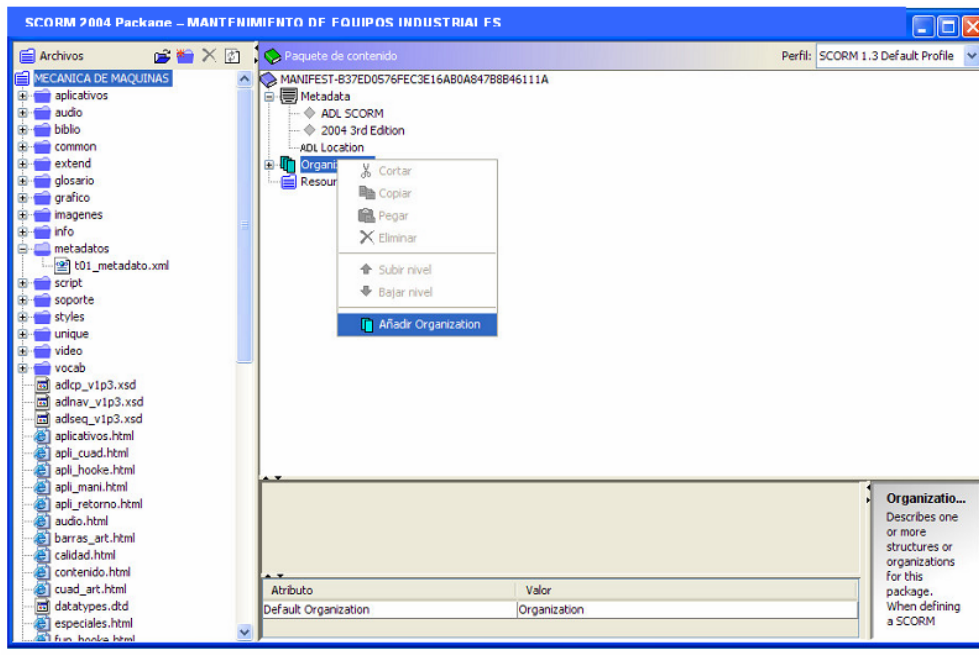 SCORM 2004 Package – MANTENIMIENTO DE EQUIPOS INDUSTRIALES
Archivos
Paquete de contenido
Perfil: SCORM 1.3 Default Profile
MECANICA DE MAQUINAS
aplicativos
audio
biblio
common
extend
glosario
grafico
imagenes
info
metadatos
t01_metadato.xml
script
soporte
styles
unique
video
vocab
adlcp_v1p3.xsd
adlnav_v1p3.xsd
adlseq_v1p3.xsd
aplicativos.html
apli_cuad.html
apli_hooke.html
apli_mani.html
apli_retorno.html
audio.html
barras_art.html
calidad.html
contenido.html
cuad_art.html
datatypes.dtd
especiales.html
fun_hooke.html
MANIFEST-B37ED0576FEC3E16AB0A847B8B46111A
Metadata
ADL SCORM
2004 3rd Edition
ADL Location
Organi
Resour
Cortar
Copiar
Pegar
Eliminar
Subir nivel
Bajar nivel
Añadir Organization
Atributo Valor
Default Organization Organization
Organizatio...
Describes one
or more
structures or
organizations
for this
package.
When defining
a SCORM